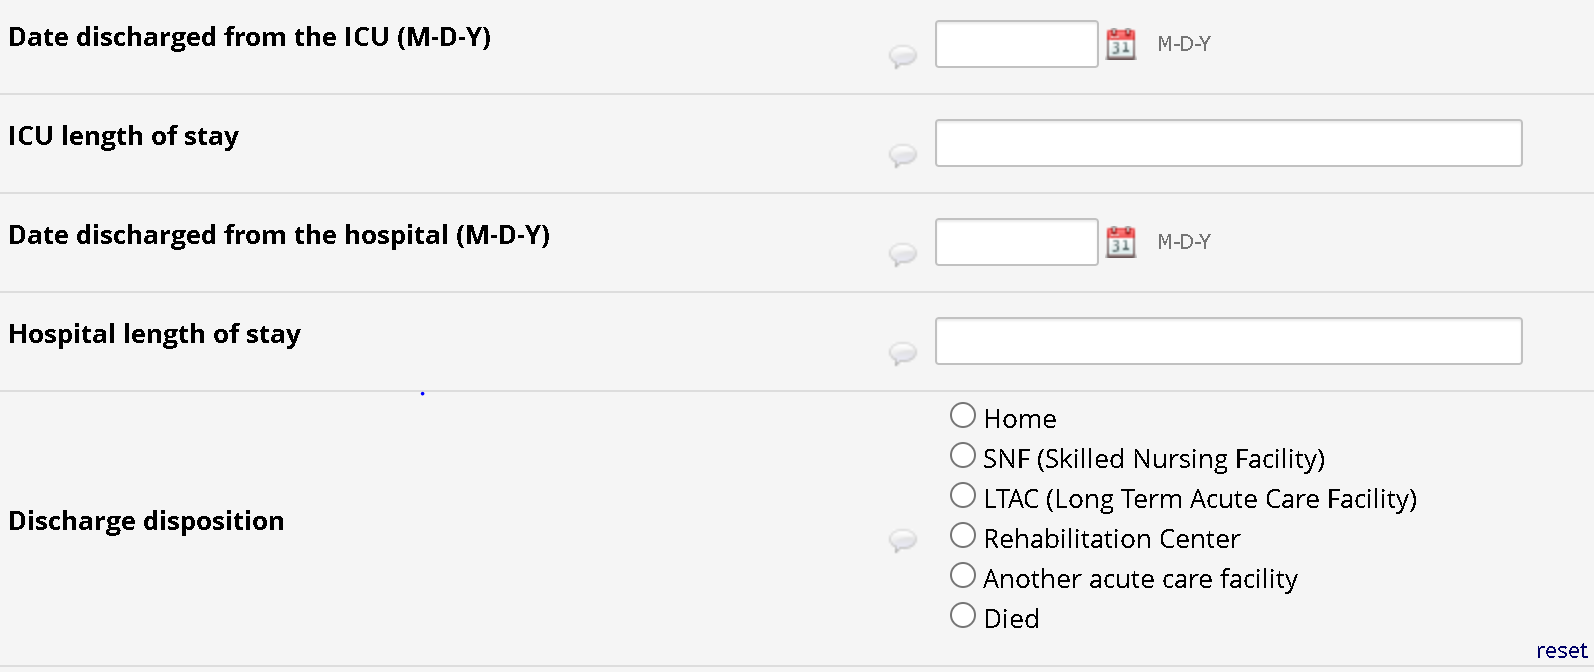 Date discharged from the ICU (M-D-Y)
31 M-D-Y
ICU length of stay
Date discharged from the hospital (M-D-Y)
31 M-D-Y
Hospital length of stay
Discharge disposition
Home
SNF (Skilled Nursing Facility)
LTAC (Long Term Acute Care Facility)
Rehabilitation Center
Another acute care facility
Died
reset